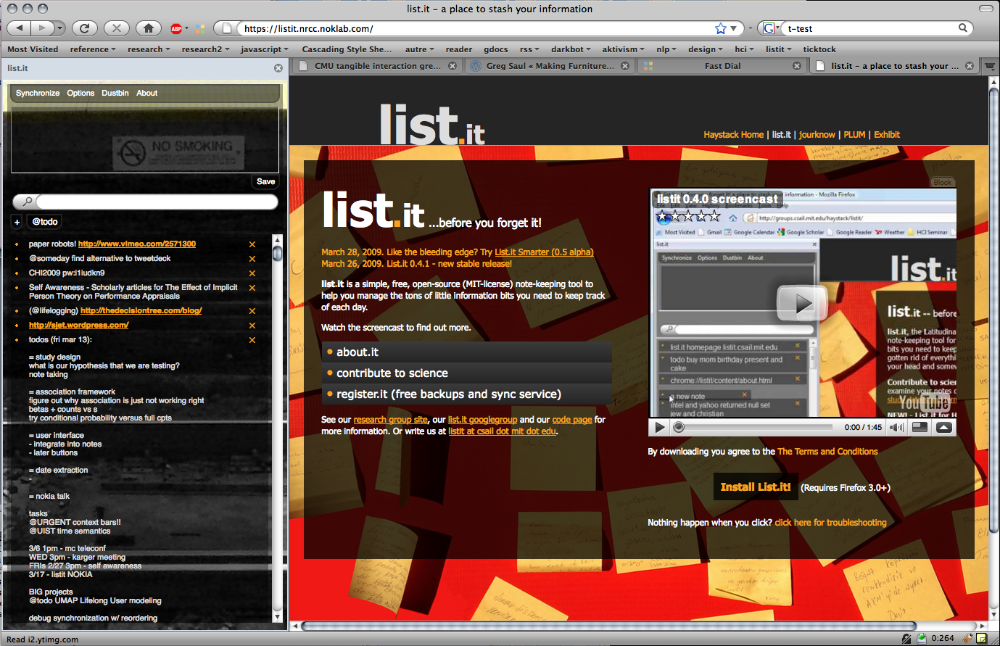 list.it – a place to stash your information
ABP
https://listit.nrcc.noklab.com/
G
t-test
Most Visited reference research research2 javascript Cascading Style She... autre reader gdocs rss darkbot aktivism nlp design hci listit ticktock
list.it
CMU tangible interaction gre...
Greg Saul « Making Furniture...
Fast Dial
list.it – a place to stash your ...
Synchronize Options Dustbin About
NO SMOKING
Save
+ @todo
paper robots! http://www.vimeo.com/2571300
@someday find alternative to tweetdeck
CHI2009 pw:i1iudkn9
Self Awareness - Scholarly articles for The Effect of Implicit
Person Theory on Performance Appraisals
(@lifelogging) http://thedecisiontree.com/blog/
http://sjet.wordpress.com/
todos (fri mar 13):
= study design
what is our hypothesis that we are testing?
note taking
= association framework
figure out why association is just not working right
betas + counts vs s
try conditional probability versus full cpts
= user interface
- integrate into notes
- later buttons
= date extraction
-
= nokia talk
tasks
@URGENT context bars!!
@UIST time semantics
3/6 1pm - mc teleconf
WED 3pm - karger meeting
FRIs 2/27 3pm - self awareness
3/17 - listit NOKIA
BIG projects
@todo UMAP Lifelong User modeling
debug synchronization w/ reordering
list.it
Haystack Home | list.it | jourknow | PLUM | Exhibit
list.it ...before you forget it!
March 28, 2009. Like the bleeding edge? Try List.it Smarter (0.5 alpha)
March 26, 2009. List.it 0.4.1 - new stable release!
list.it is a simple, free, open-source (MIT-license) note-keeping tool to
help you manage the tons of little information bits you need to keep track
of each day.
Watch the screencast to find out more.
about.it
contribute to science
register.it (free backups and sync service)
See our research group site, our list.it googlegroup and our code page for
more information. Or write us at listit at csail dot mit dot edu.
Block
listit 0.4.0 screencast
information - Mozilla Firefox
History Bookmarks Tools Help
http://groups.csail.mit.edu/haystack/listit/
Most Visited Gmail Google Calendar Google Scholar Google Reader Weather HCI Seminar
list.it
Synchronize Options Dustbin About
list.it
list.it -- before
list.it, the Latitudina
note-keeping tool for
bits you need to keep
gotten rid of everythi
your head and somew
Contribute to scien
examine your notes
list it homepage listit.csail.mit.edu
todo buy mom birthday present and
cake
chrome://listit/content/about.html
a new note
intel and yahoo returned null set
jew and christian
NEW! - List it for
YouTube
0:00 / 1:45
By downloading you agree to the The Terms and Conditions
Install List.it! (Requires Firefox 3.0+)
Nothing happen when you click? click here for troubleshooting
Read i2.ytimg.com
0:264